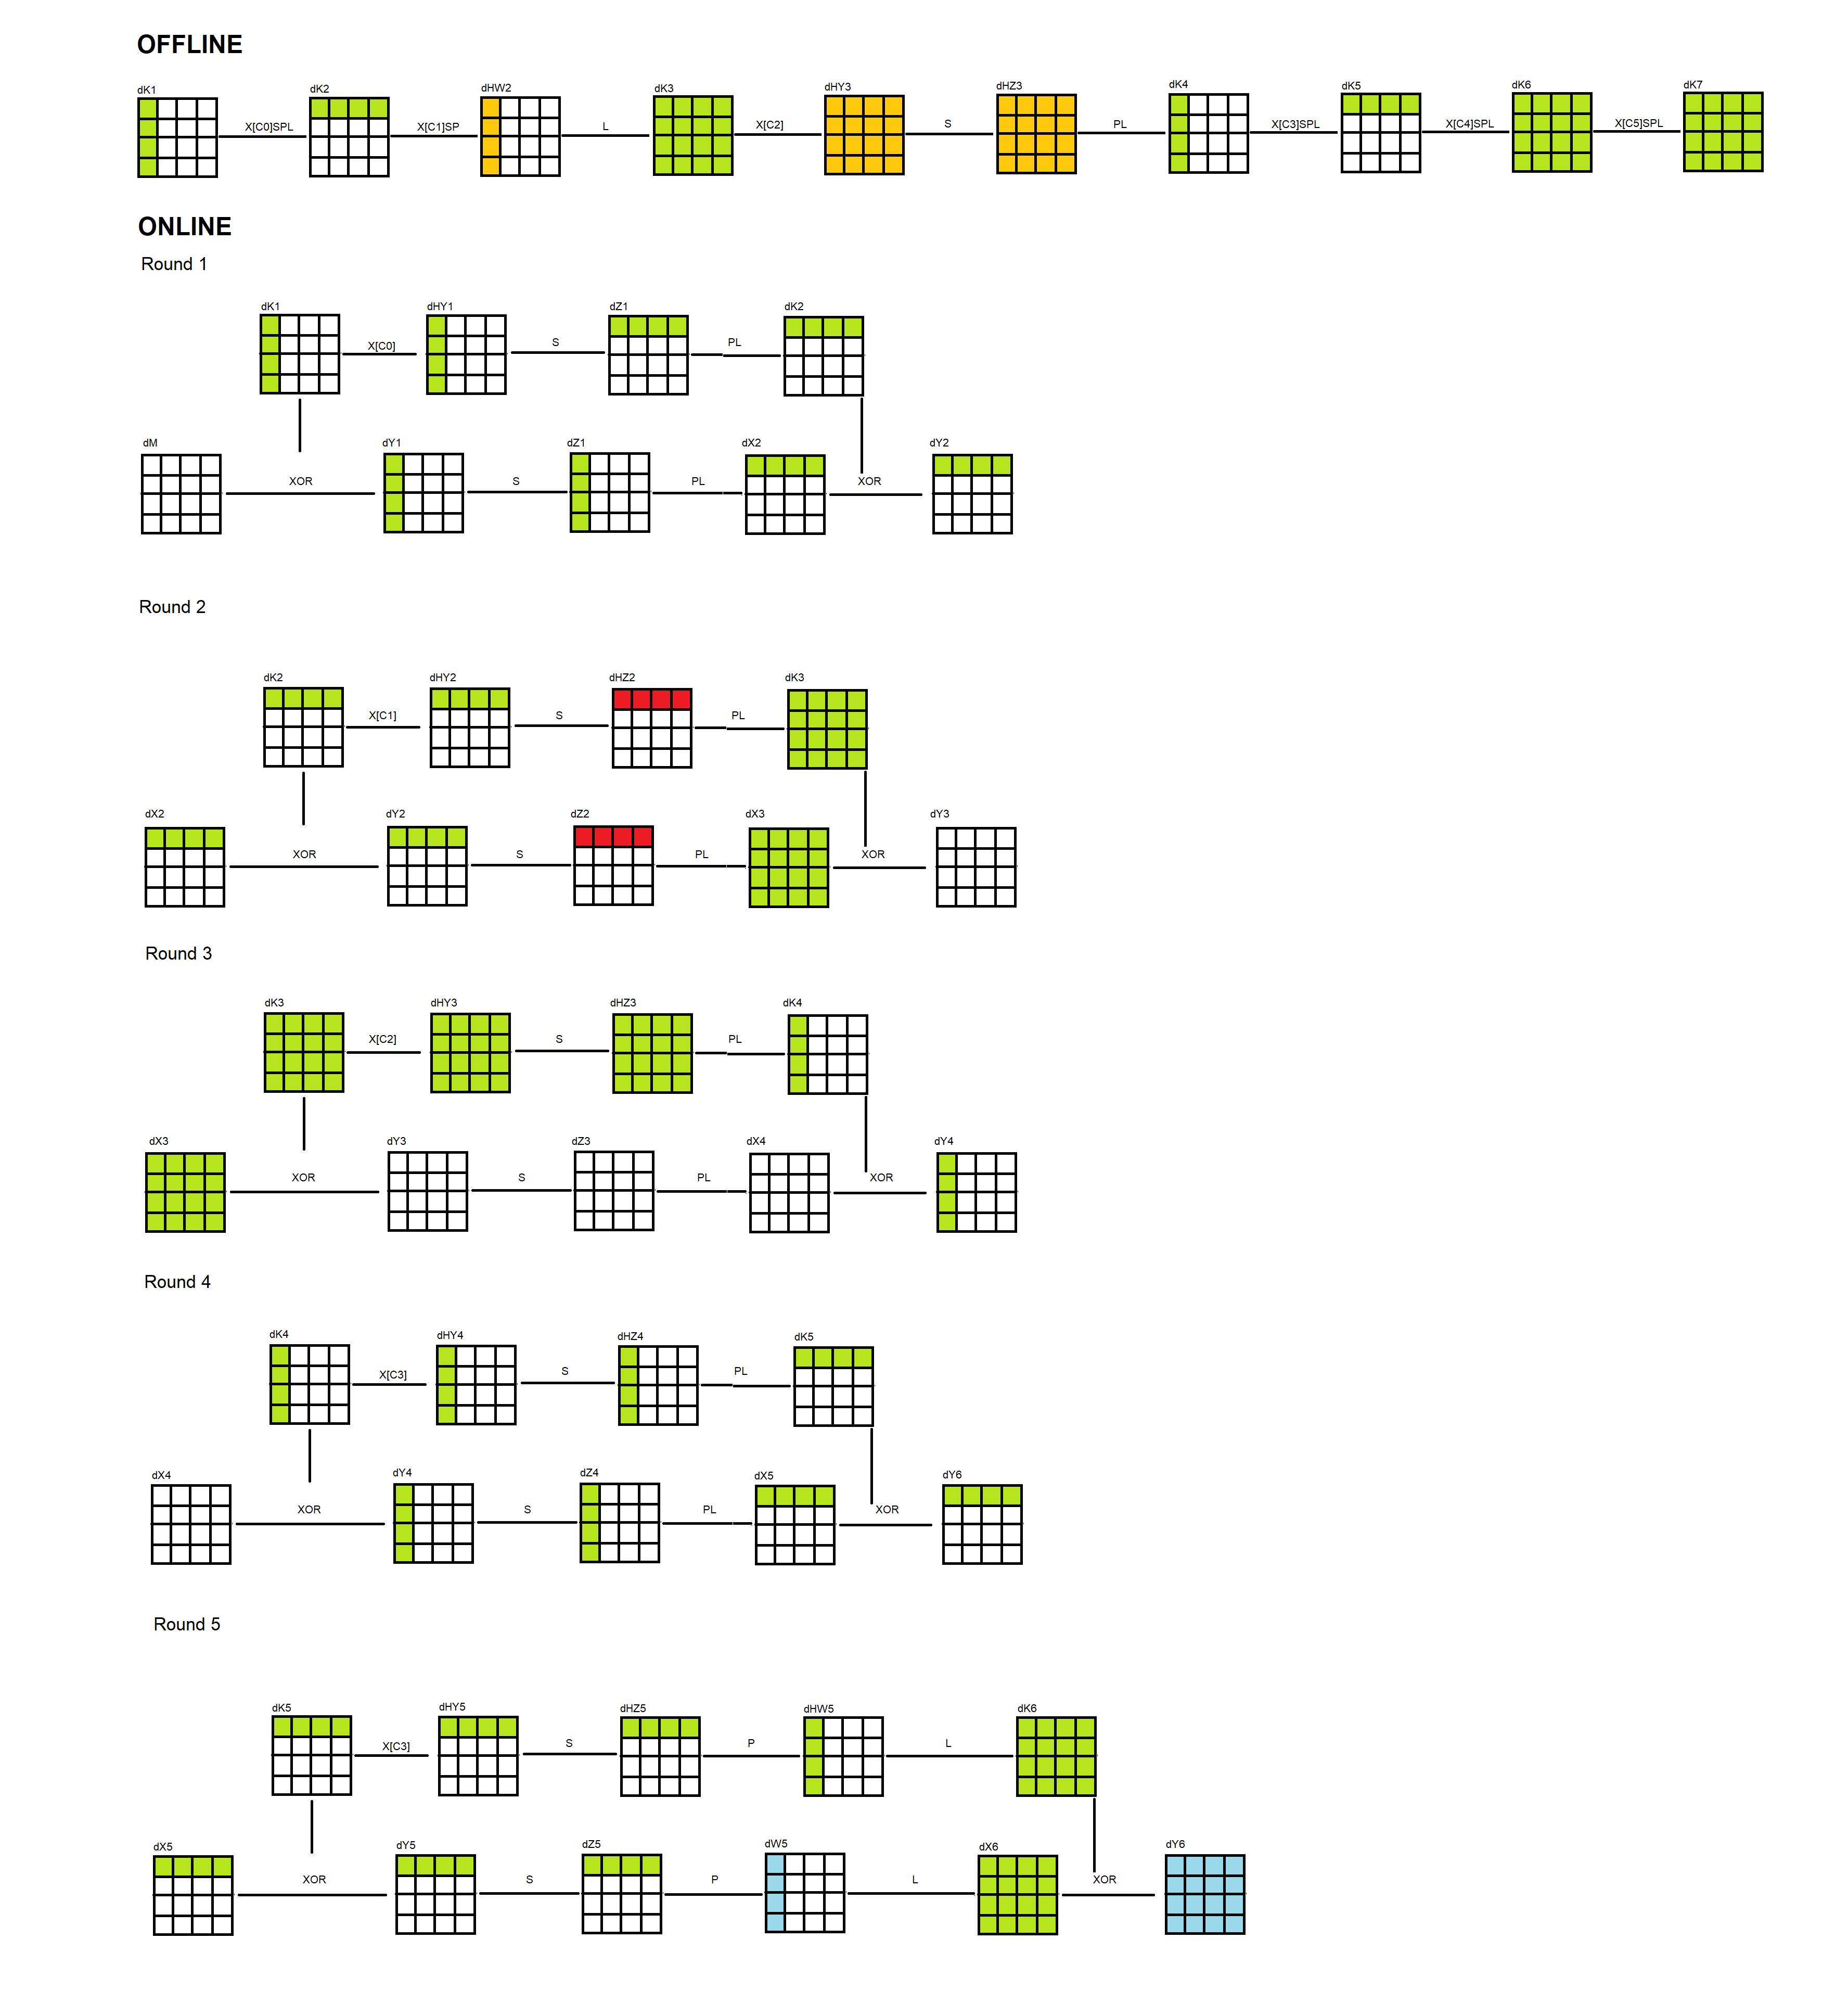 OFFLINE
dK1 dK2 dHW2 dK3 dHY3 dHZ3 dK4 dK5 dK6 dK7
X[C0]SPL X[C1]SP L X[C2] S PL X[C3]SPL X[C4]SPL X[C5]SPL
ONLINE
Round 1
dK1 dHY1 dZ1 dK2
X[C0] S PL
dM dY1 dZ1 dX2 dY2
XOR S PL XOR
Round 2
dK2 dHY2 dHZ2 dK3
X[C1] S PL
dX2 dY2 dZ2 dX3 dY3
XOR S PL XOR
Round 3
dK3 dHY3 dHZ3 dK4
X[C2] S PL
dX3 dY3 dZ3 dX4 dY4
XOR S PL XOR
Round 4
dK4 dHY4 dHZ4 dK5
X[C3] S PL
dX4 dY4 dZ4 dX5 dY6
XOR S PL XOR
Round 5
dK5 dHY5 dHZ5 dHW5 dK6
X[C3] S P L
dX5 dY5 dZ5 dW5 dX6 dY6
XOR S P L XOR